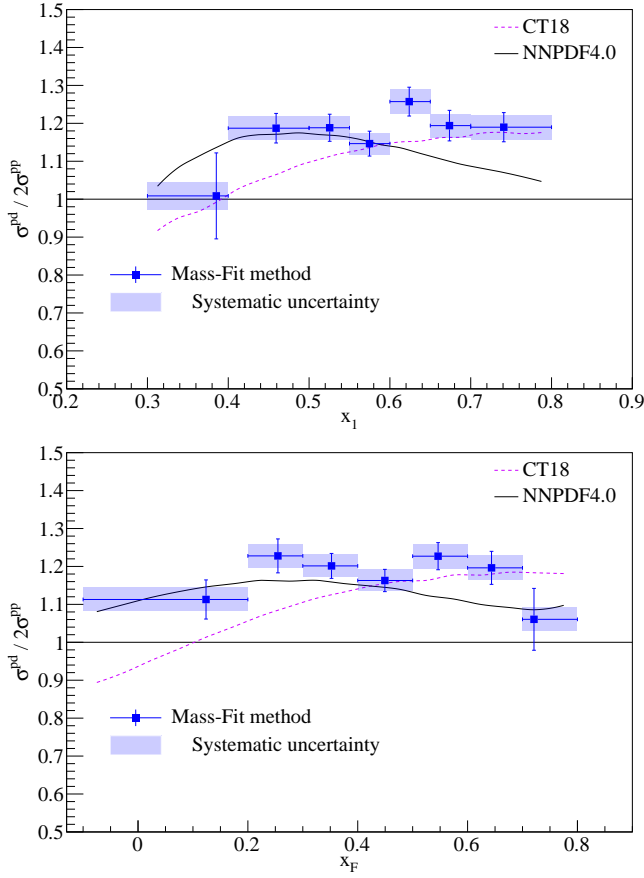 1.5
1.4
1.3
1.2
1.1
1
0.9
0.8
0.7
0.6
0.5
σ^pd / 2σ^pp
CT18
NNPDF4.0
Mass-Fit method
Systematic uncertainty
0.2 0.3 0.4 0.5 0.6 0.7 0.8 0.9
x_1
1.5
1.4
1.3
1.2
1.1
1
0.9
0.8
0.7
0.6
0.5
σ^pd / 2σ^pp
CT18
NNPDF4.0
Mass-Fit method
Systematic uncertainty
0 0.2 0.4 0.6 0.8
x_F